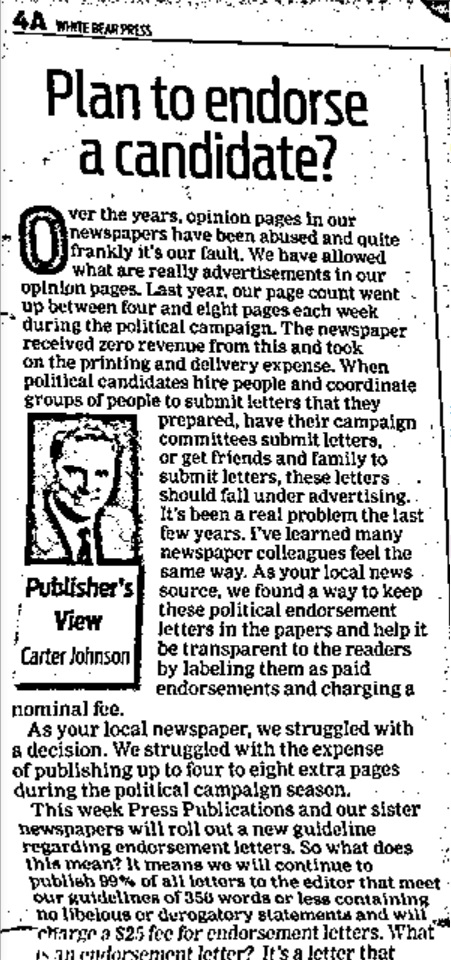 4A WHITE BEAR PRESS
Plan to endorse
a candidate?
Over the years, opinion pages in our
newspapers have been abused and quite
frankly it's our fault. We have allowed
what are really advertisements in our
opinion pages. Last year, our page count went
up between four and eight pages each week
during the political campaign. The newspaper
received zero revenue from this and took
on the printing and delivery expense. When
political candidates hire people and coordinate
groups of people to submit letters that they
prepared, have their campaign
committees submit letters,
or get friends and family to
submit letters, these letters
should fall under advertising.
It's been a real problem the last
few years. I've learned many
newspaper colleagues feel the
same way. As your local news
source, we found a way to keep
these political endorsement
letters in the papers and help it
be transparent to the readers
by labeling them as paid
endorsements and charging a
nominal fee.
Publisher's
View
Carter Johnson
As your local newspaper, we struggled with
a decision. We struggled with the expense
of publishing up to four to eight extra pages
during the political campaign season.
This week Press Publications and our sister
newspapers will roll out a new guideline
regarding endorsement letters. So what does
this mean? It means we will continue to
publish 99% of all letters to the editor that meet
our guidelines of 350 words or less containing
no libelous or derogatory statements and will
charge a $25 fee for endorsement letters. What
is an endorsement letter? It's a letter that